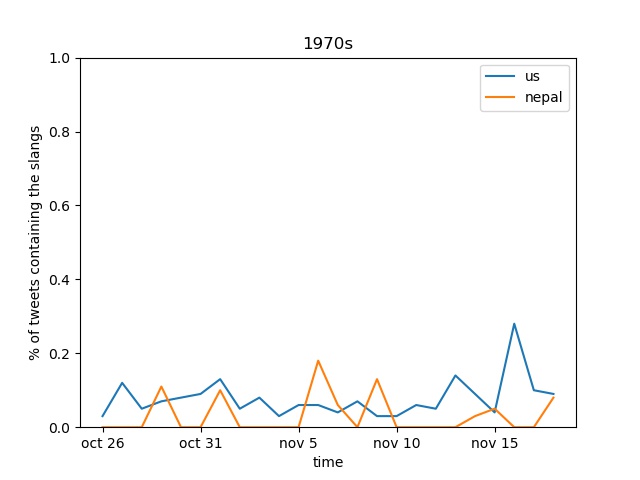 1970s
us
nepal
% of tweets containing the slangs
1.0
0.8
0.6
0.4
0.2
0.0
oct 26
oct 31
nov 5
nov 10
nov 15
time